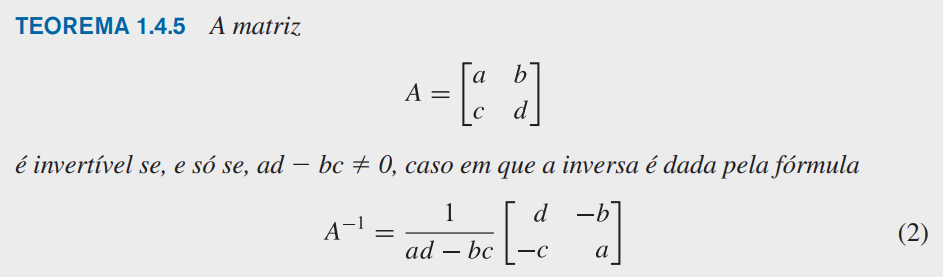 TEOREMA 1.4.5 A matriz
A = [a b
c d]
é invertível se, e só se, ad − bc ≠ 0, caso em que a inversa é dada pela fórmula
A⁻¹ = 1/(ad − bc) [d −b
−c a] (2)